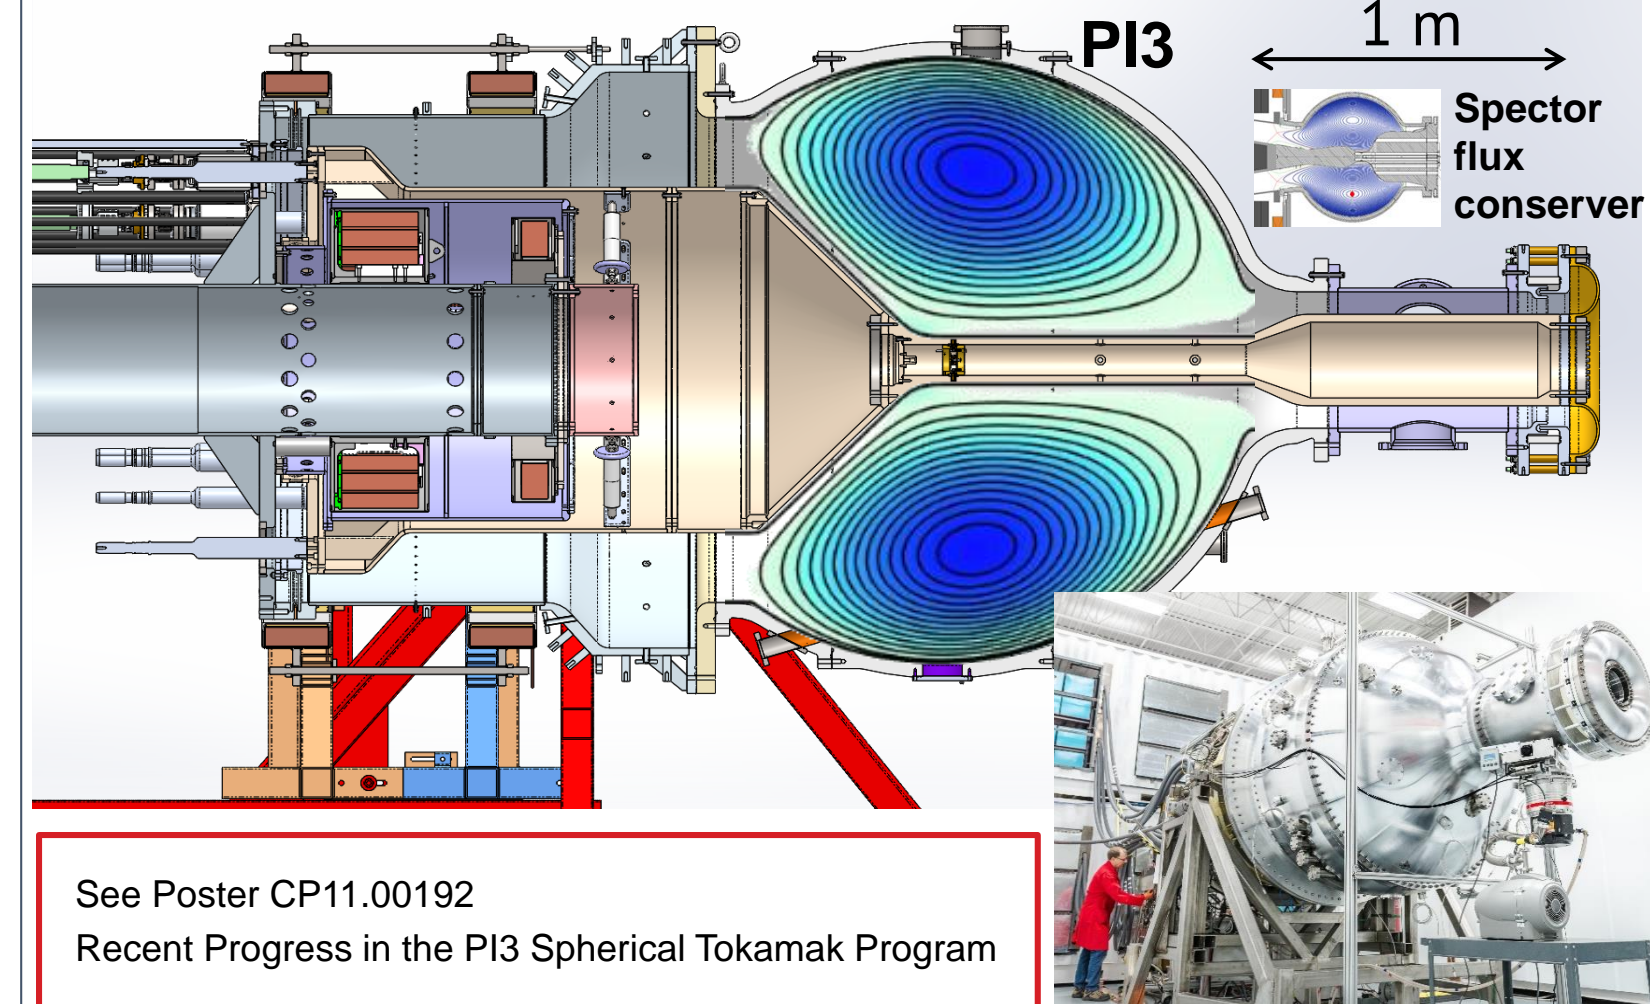 PI3
1 m
Spector
flux
conserver
See Poster CP11.00192
Recent Progress in the PI3 Spherical Tokamak Program